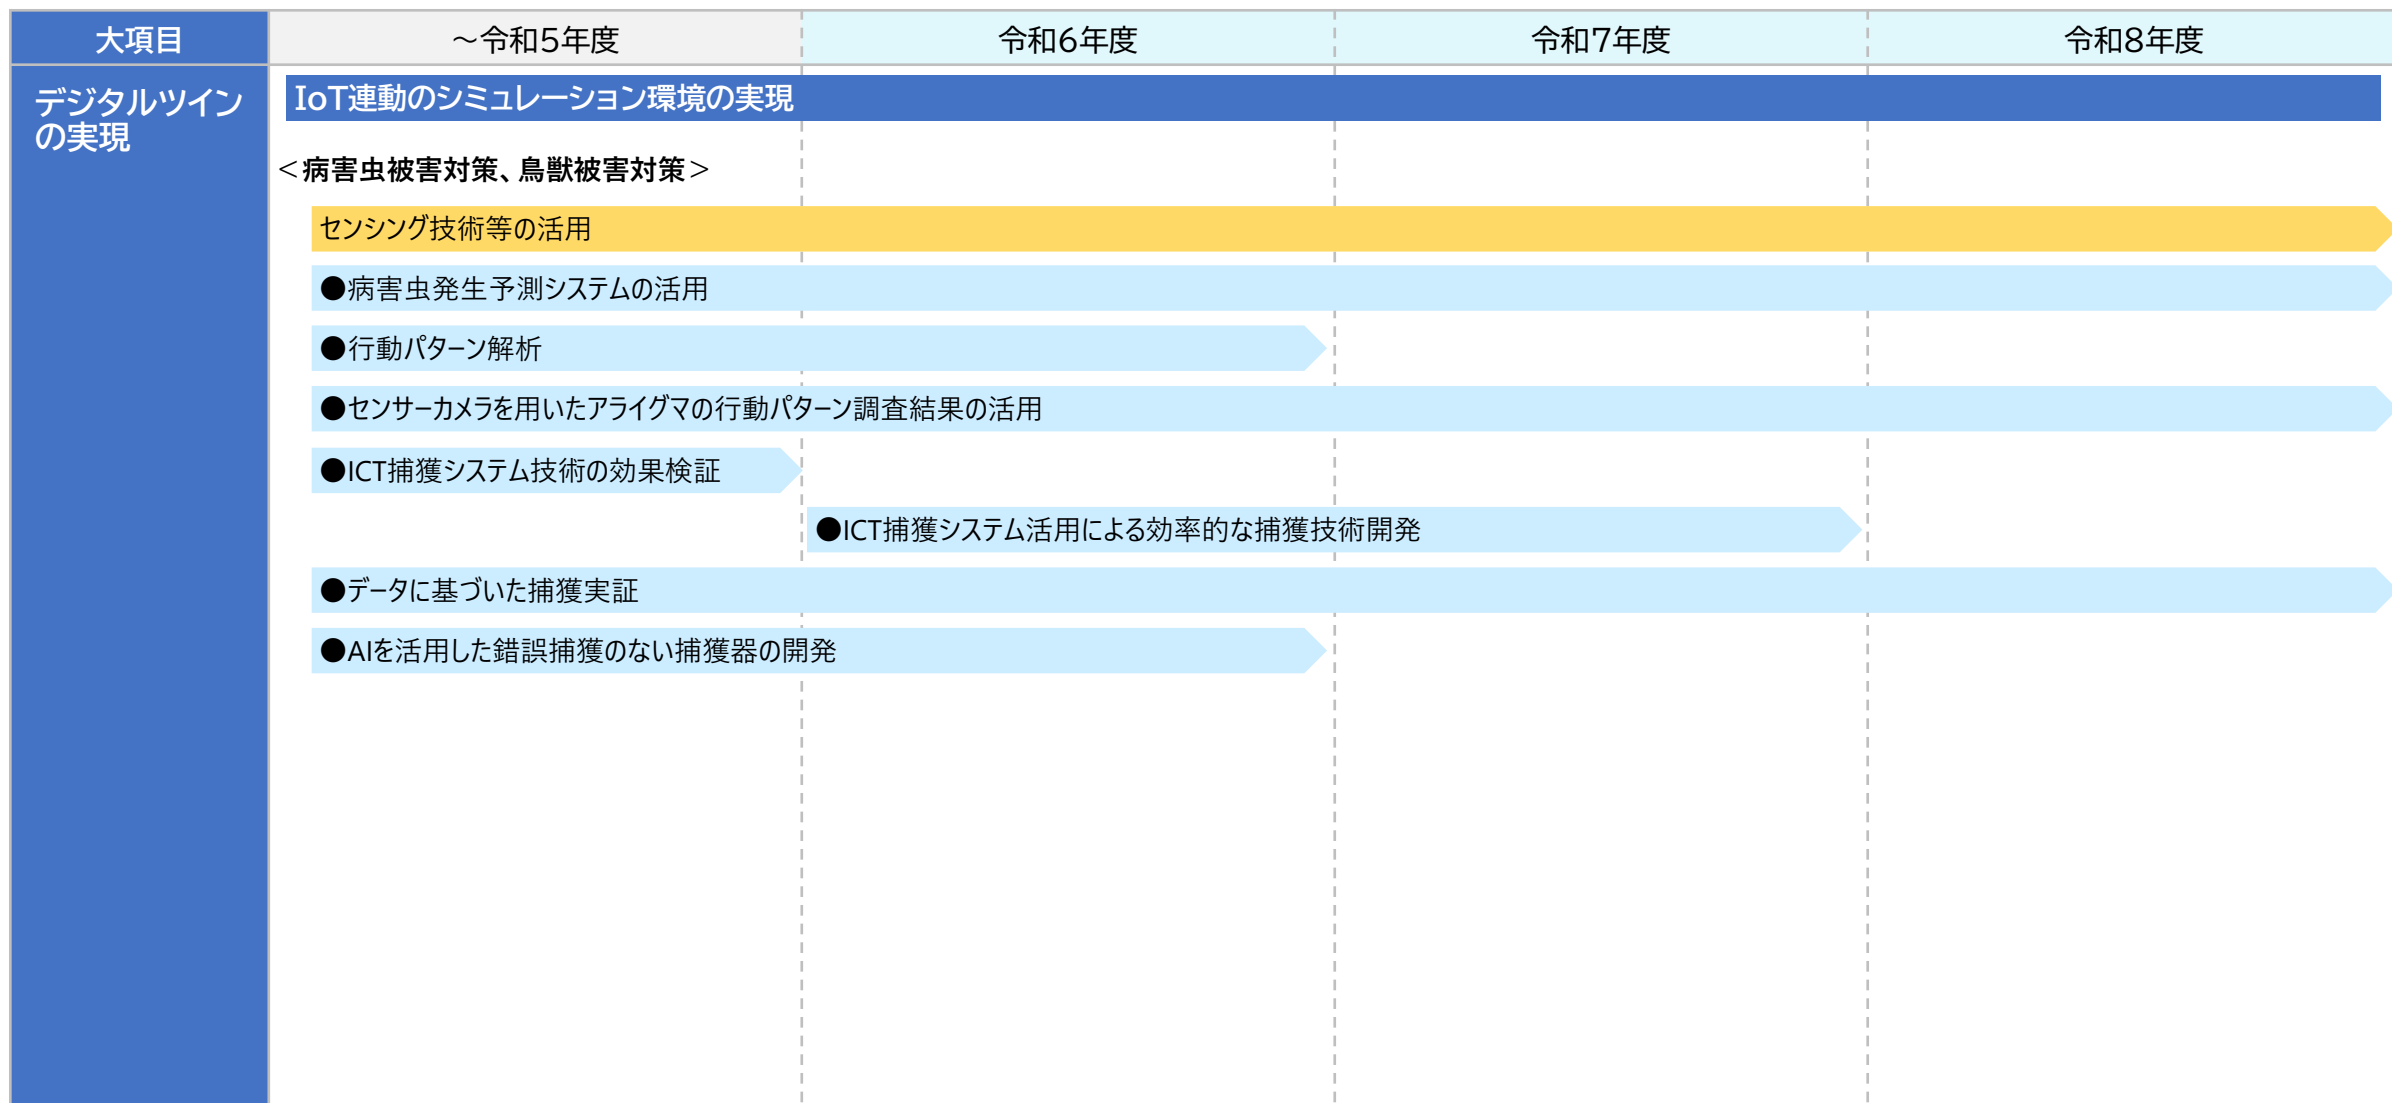 大項目
～令和5年度
令和6年度
令和7年度
令和8年度
デジタルツイン
の実現
IoT連動のシミュレーション環境の実現
＜病害虫被害対策、鳥獣被害対策＞
センシング技術等の活用
●病害虫発生予測システムの活用
●行動パターン解析
●センサーカメラを用いたアライグマの行動パターン調査結果の活用
●ICT捕獲システム技術の効果検証
●ICT捕獲システム活用による効率的な捕獲技術開発
●データに基づいた捕獲実証
●AIを活用した錯誤捕獲のない捕獲器の開発